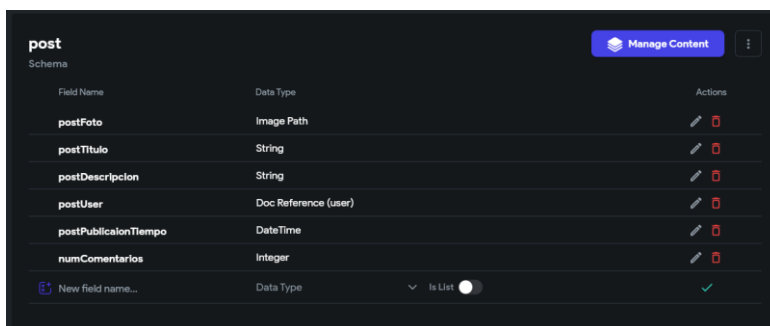 post
Manage Content
Schema
Field Name Data Type Actions
postFoto Image Path
postTitulo String
postDescripcion String
postUser Doc Reference (user)
postPublicaionTiempo DateTime
numComentarios Integer
New field name... Data Type Is List